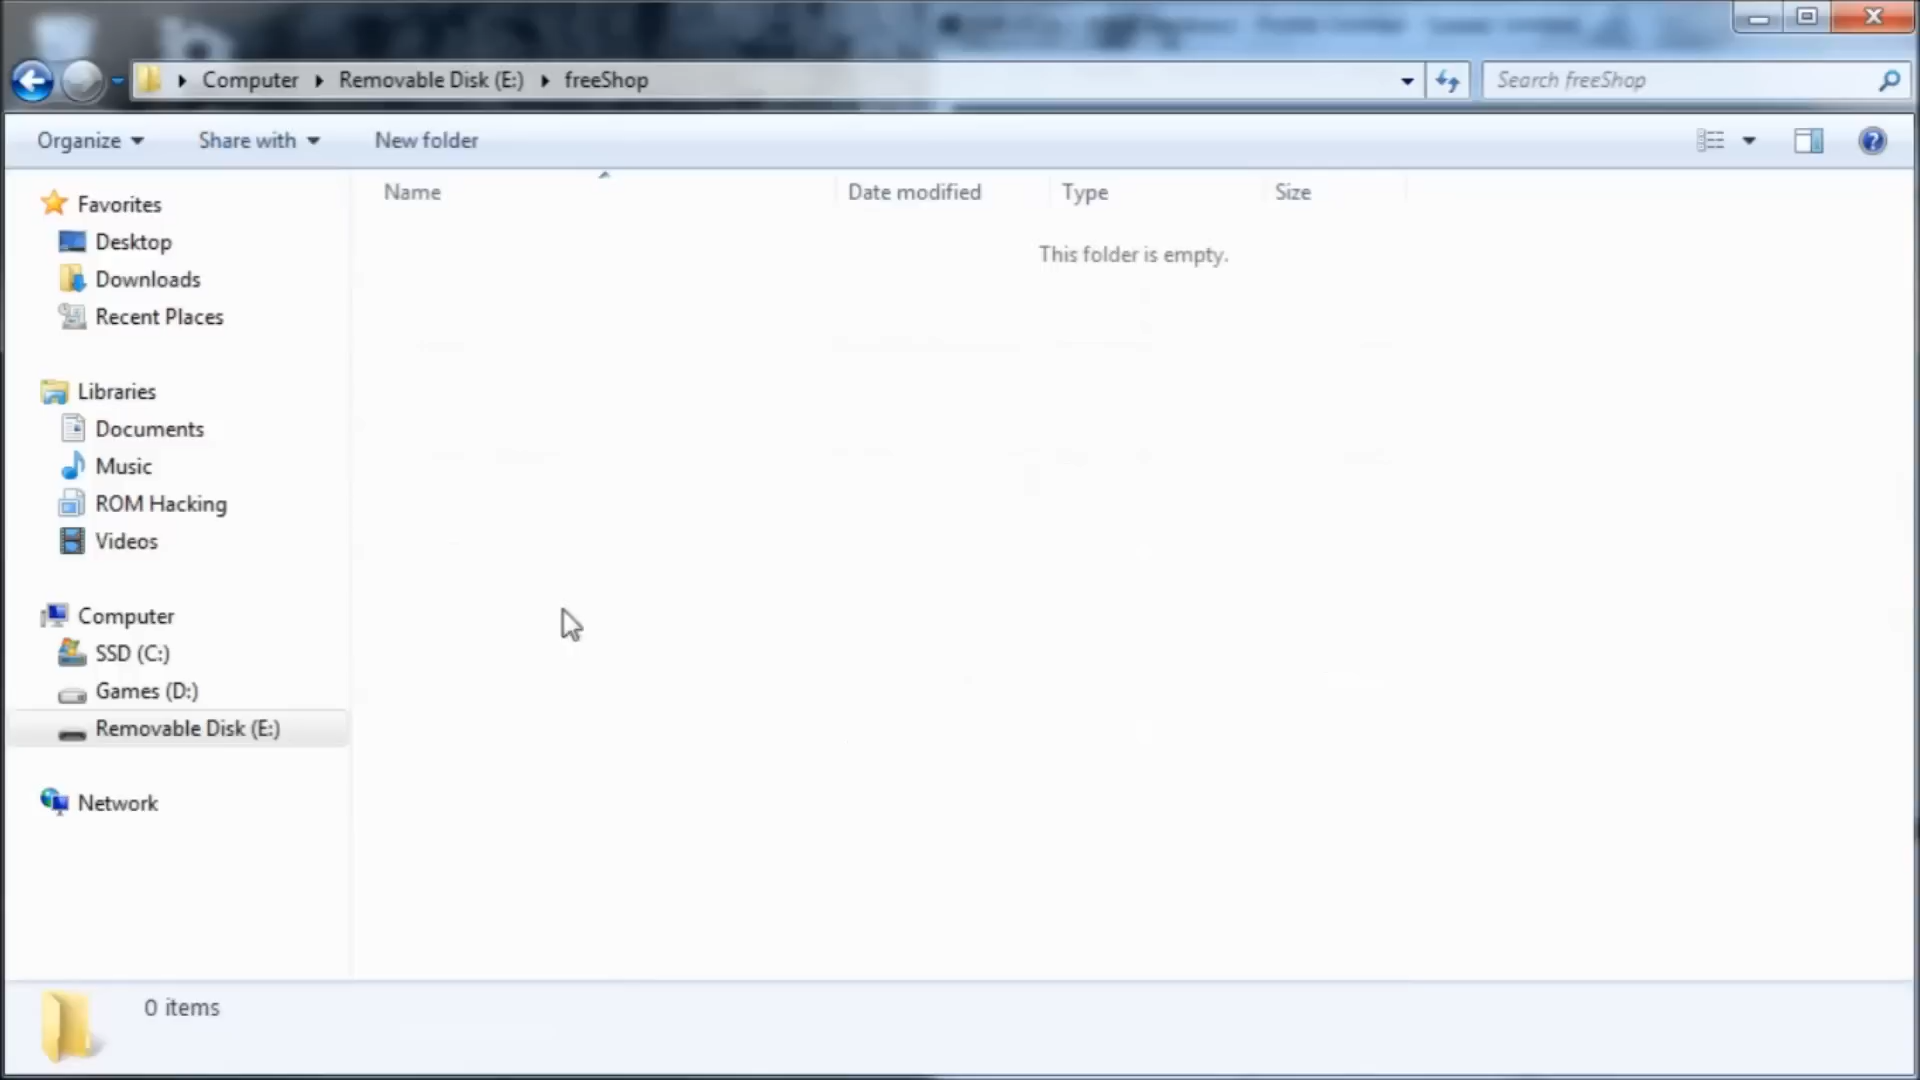 Computer Removable Disk (E:) freeShop
Search freeShop
Organize Share with New folder
Name Date modified Type Size
This folder is empty.
Favorites
Desktop
Downloads
Recent Places
Libraries
Documents
Music
ROM Hacking
Videos
Computer
SSD (C:)
Games (D:)
Removable Disk (E:)
Network
0 items